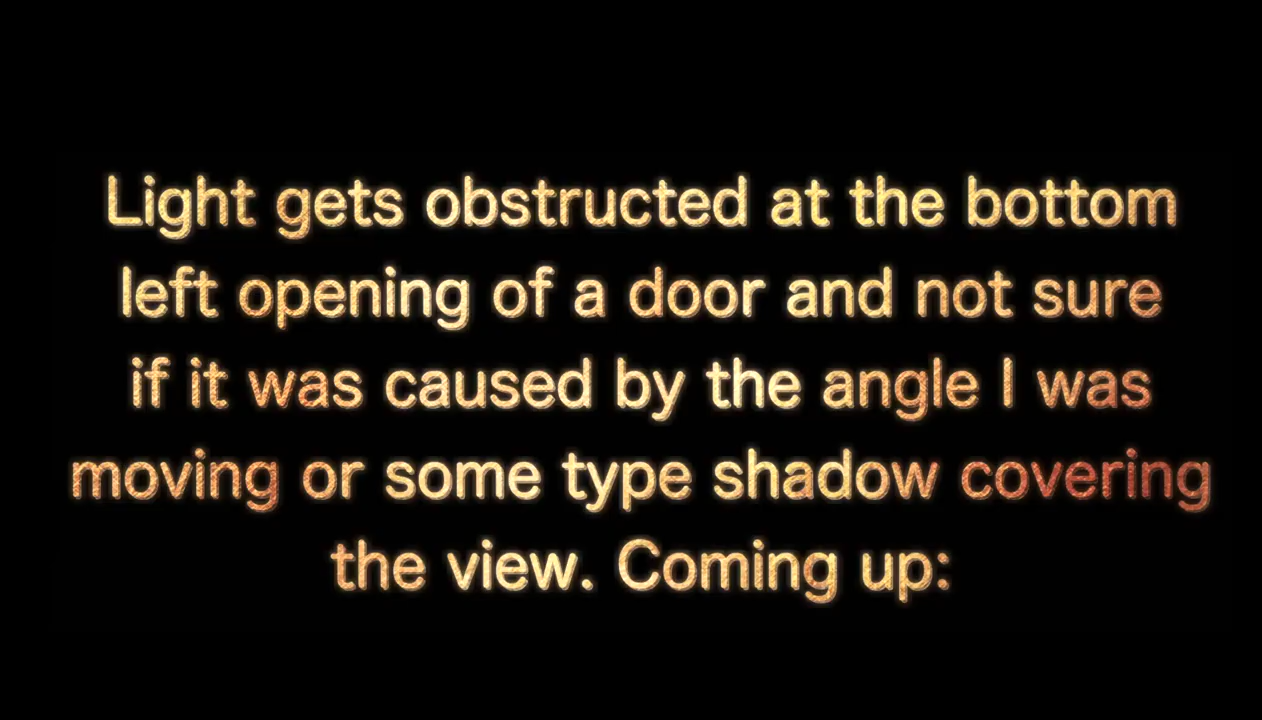 Light gets obstructed at the bottom
left opening of a door and not sure
if it was caused by the angle I was
moving or some type shadow covering
the view. Coming up: